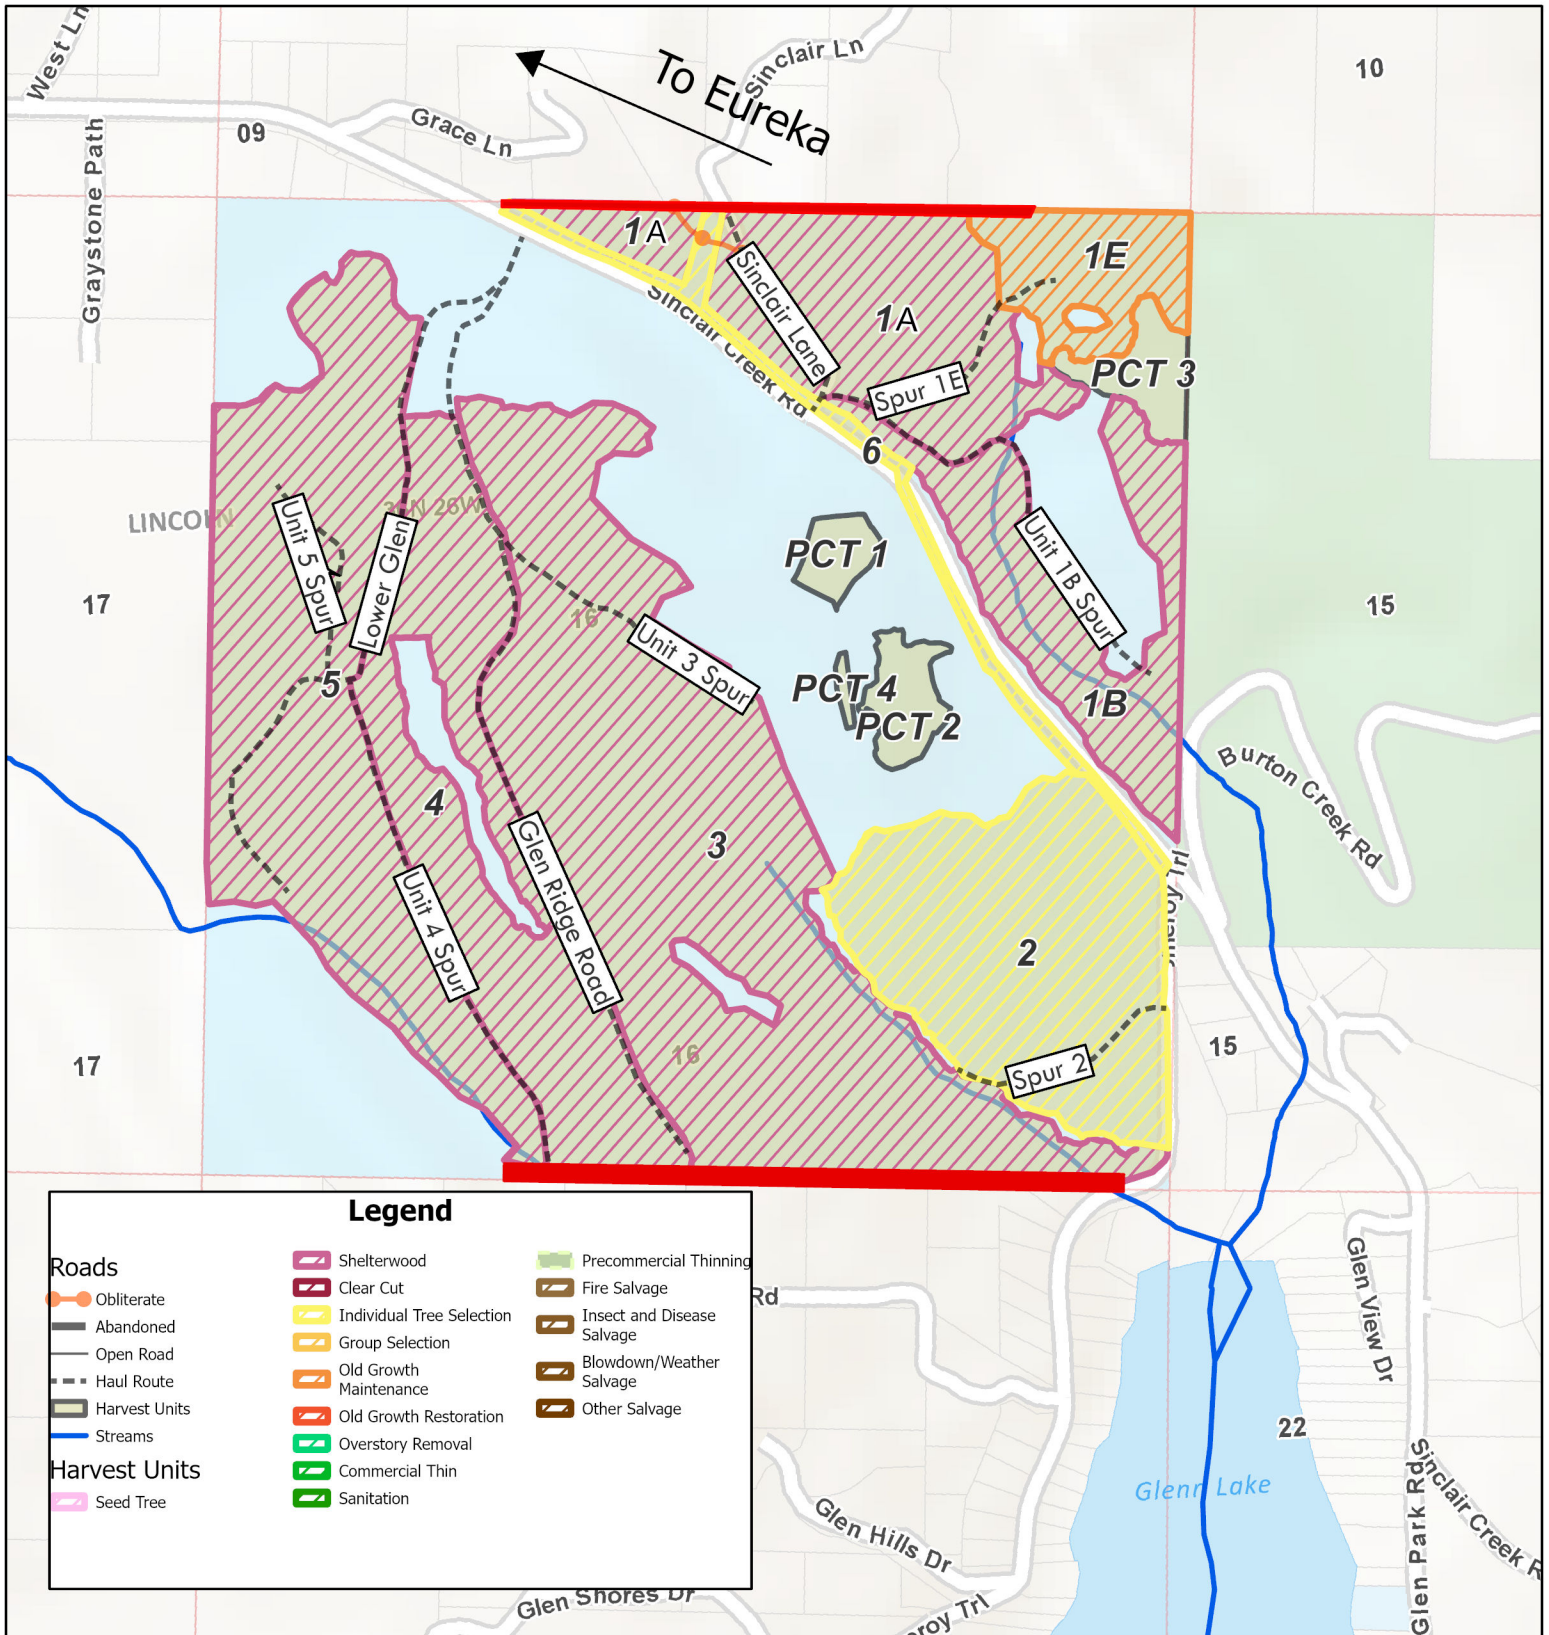 West Ln
Sinclair Ln
To Eureka
10
Grace Ln
09
Graystone Path
1A
1E
Sinclair Lane
Sinclair Creek Rd
1A
PCT 3
Spur 1E
6
LINCOLN
26W
Unit 5 Spur
Lower Glen
PCT 1
Unit 1B Spur
17
16
15
Unit 3 Spur
5
PCT 4
PCT 2
1B
Burton Creek Rd
4
3
Glen Ridge Road
Unit 4 Spur
meroy Trl
2
16
17
15
Spur 2
Legend
Roads
Obliterate
Abandoned
Open Road
Haul Route
Harvest Units
Streams
Harvest Units
Seed Tree
Shelterwood
Clear Cut
Individual Tree Selection
Group Selection
Old Growth
Maintenance
Old Growth Restoration
Overstory Removal
Commercial Thin
Sanitation
Precommercial Thinning
Fire Salvage
Insect and Disease
Salvage
Blowdown/Weather
Salvage
Other Salvage
Rd
Glen View Dr
22
Glenn Lake
Sinclair Creek R
Glen Park Rd
Glen Hills Dr
Glen Shores Dr
roy Trl